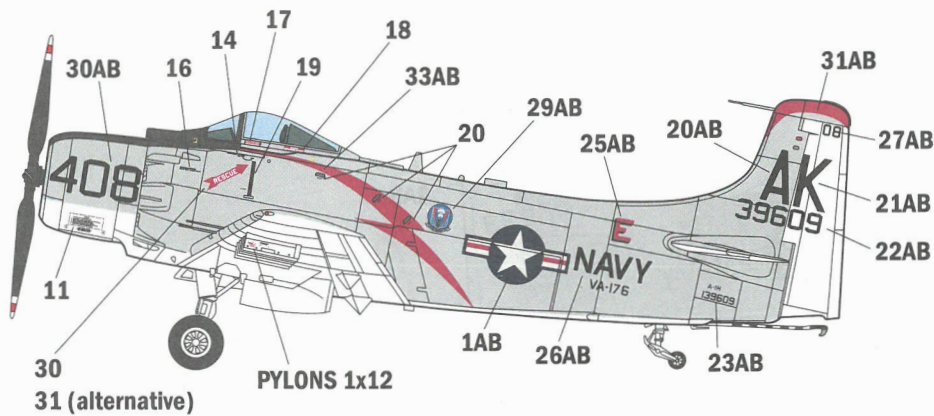 17
14
18
30AB
16
19
33AB
31AB
20
29AB
25AB
20AB
27AB
08
408
RESCUE
AK
39609
21AB
E
22AB
NAVY
VA-176
A-1H
139609
11
1AB
26AB
23AB
30
31 (alternative)
PYLONS 1x12